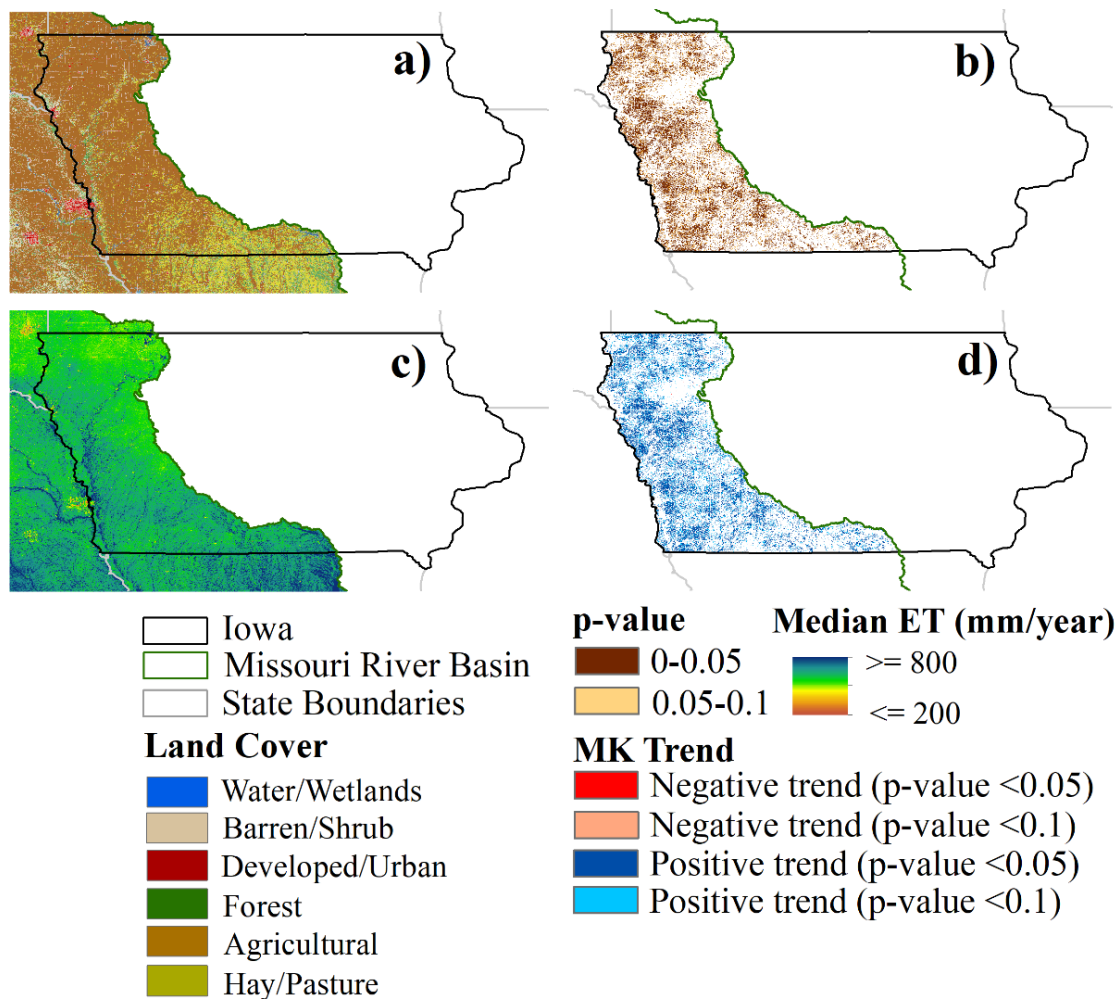 a)
b)
c)
d)
Iowa
Missouri River Basin
State Boundaries
Land Cover
Water/Wetlands
Barren/Shrub
Developed/Urban
Forest
Agricultural
Hay/Pasture
p-value
0-0.05
0.05-0.1
Median ET (mm/year)
>= 800
<= 200
MK Trend
Negative trend (p-value <0.05)
Negative trend (p-value <0.1)
Positive trend (p-value <0.05)
Positive trend (p-value <0.1)